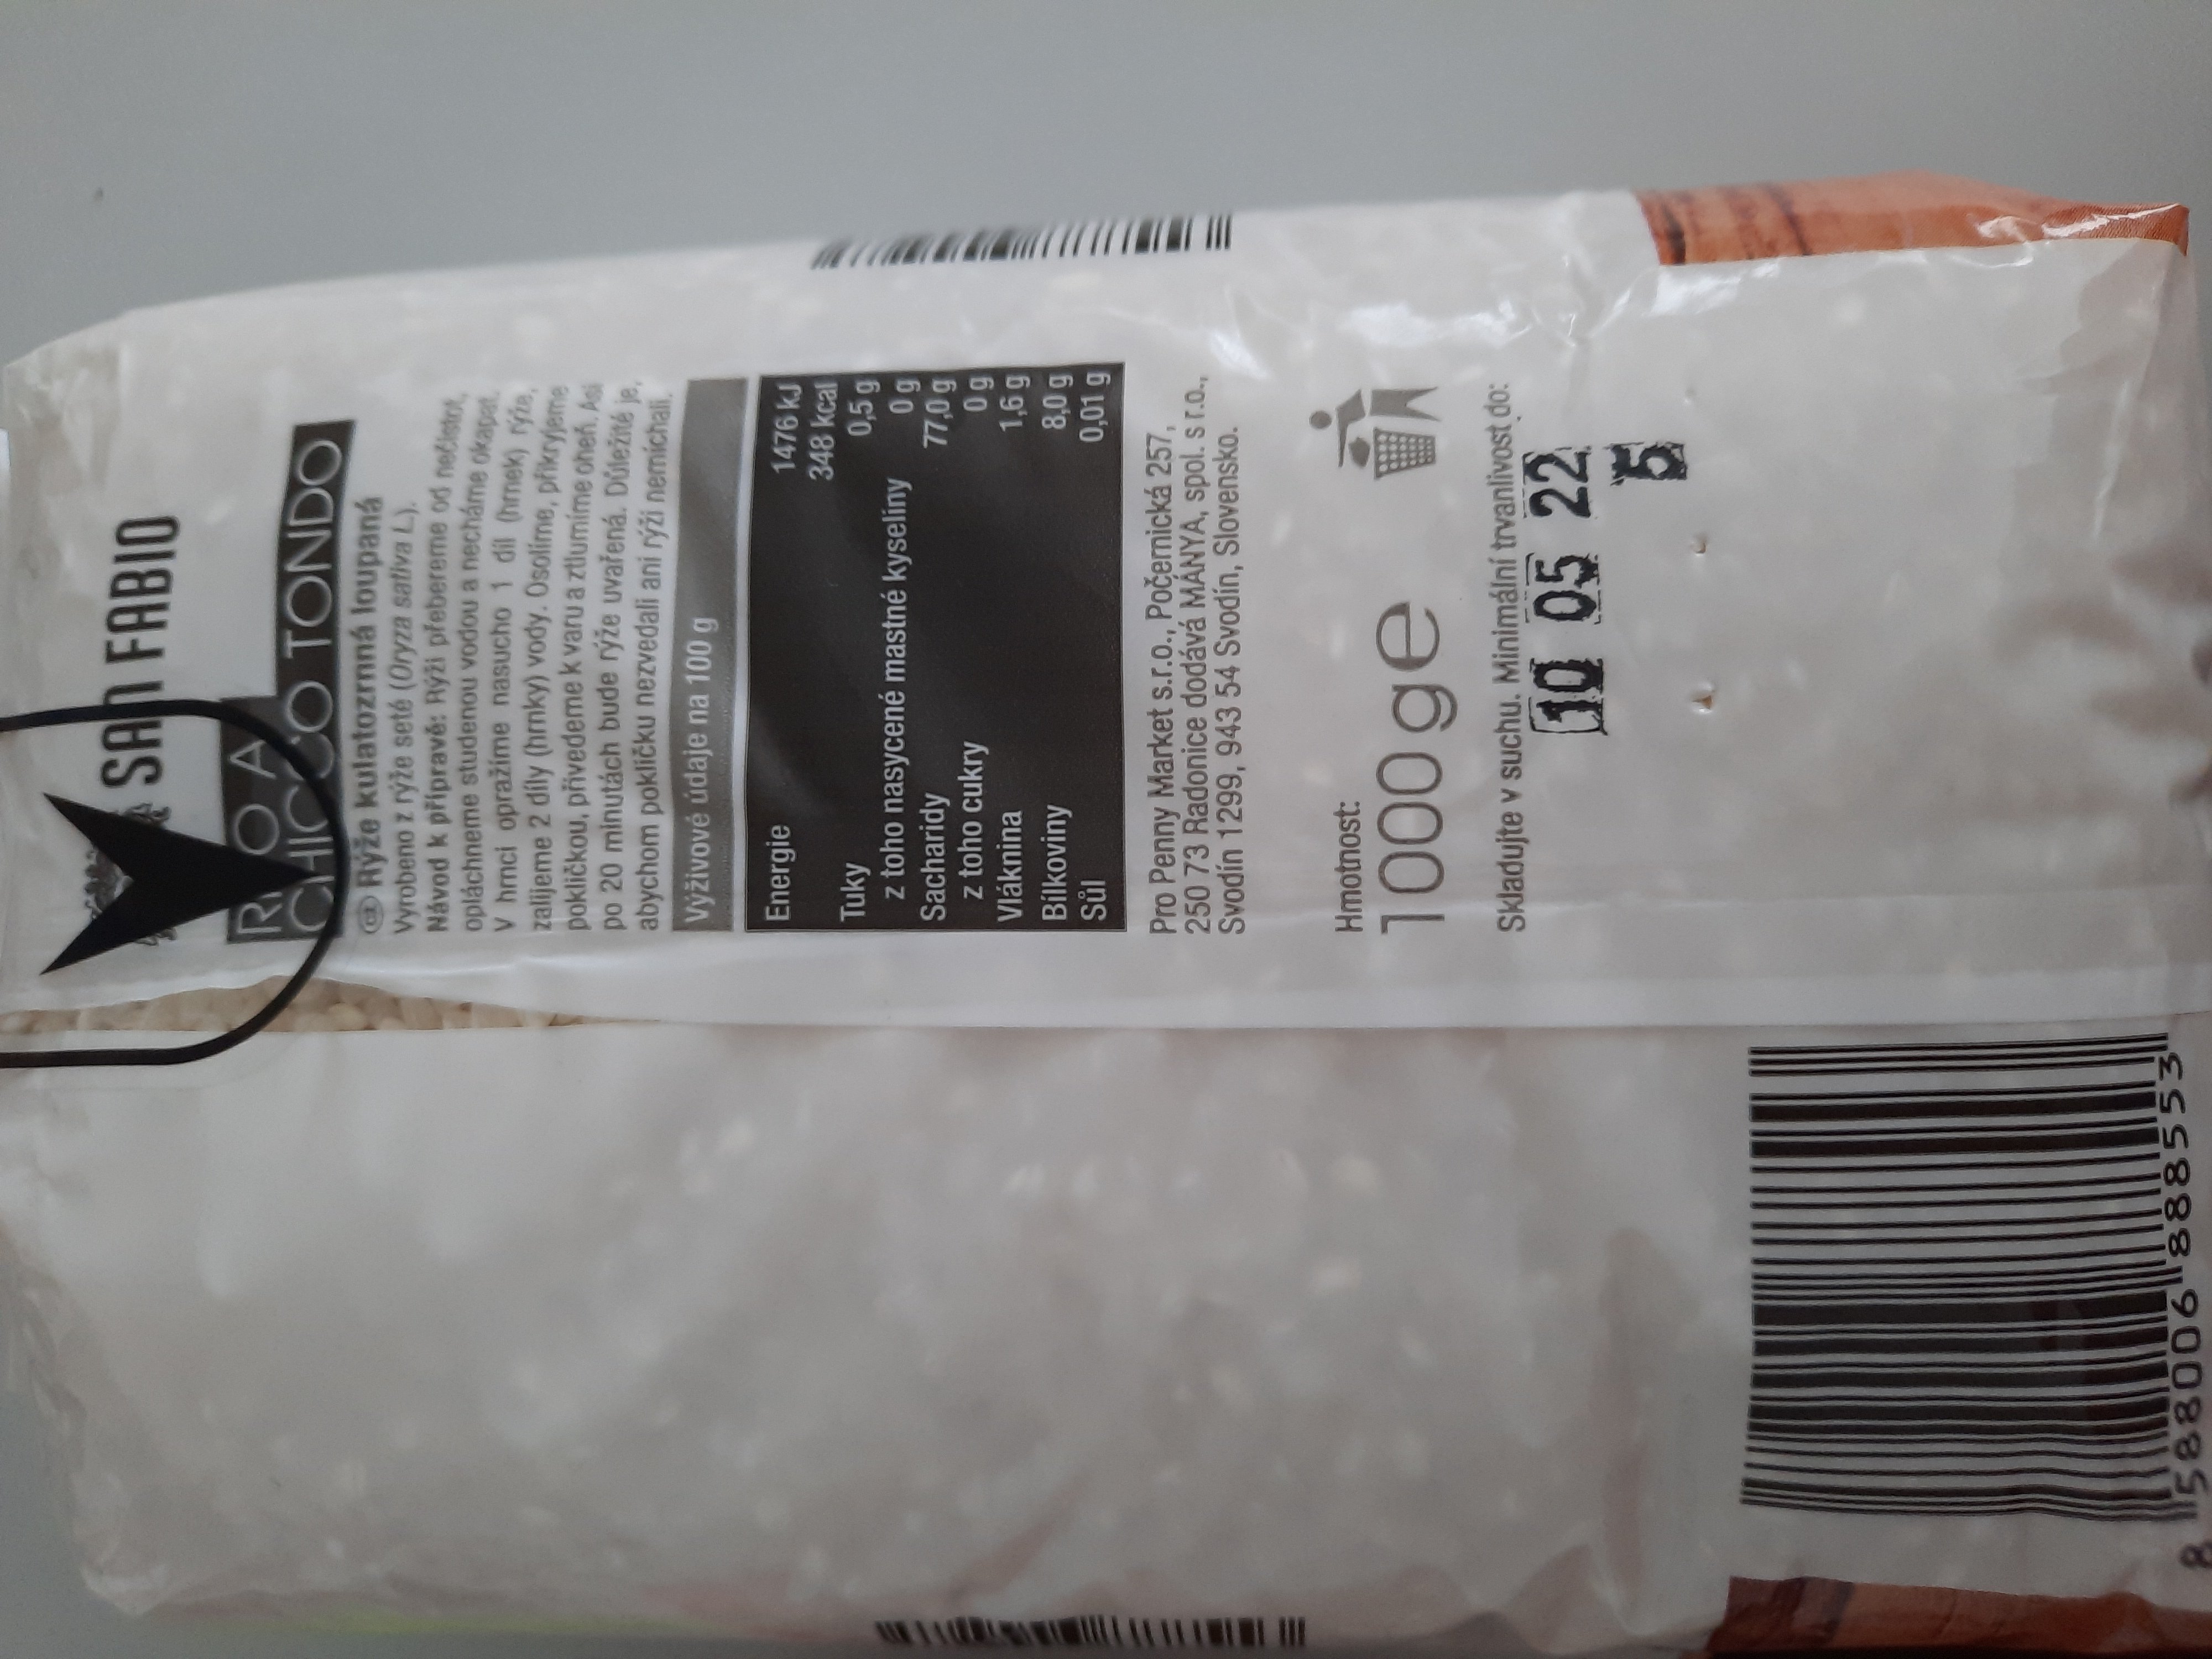 SAN FABIO
CHICCO TONDO
CZ Rýže kulatozrnná loupaná
Vyrobeno z rýže seté (Oryza sativa L.).
Návod k přípravě: Rýži přebereme od nečistot,
opláchneme studenou vodou a necháme okapat.
V hrnci opražíme nasucho 1 díl (hrnek) rýže,
zalijeme 2 díly (hrnky) vody. Osolíme, přikryjeme
pokličkou, přivedeme k varu a ztlumíme oheň. Asi
po 20 minutách bude rýže uvařená. Důležité je,
abychom pokličku nezvedali ani rýži nemíchali.
Výživové údaje na 100 g
Energie 1476 kJ
348 kcal
Tuky 0,5 g
z toho nasycené mastné kyseliny 0 g
Sacharidy 77,0 g
z toho cukry 0 g
Vláknina 1,6 g
Bílkoviny 8,0 g
Sůl 0,01 g
Pro Penny Market s.r.o., Počernická 257,
250 73 Radonice dodává MÁNYA, spol. s r.o.,
Svodín 1299, 943 54 Svodín, Slovensko.
Hmotnost:
1000 g e
Skladujte v suchu. Minimální trvanlivost do:
10 05 22
5
8 588006 888553